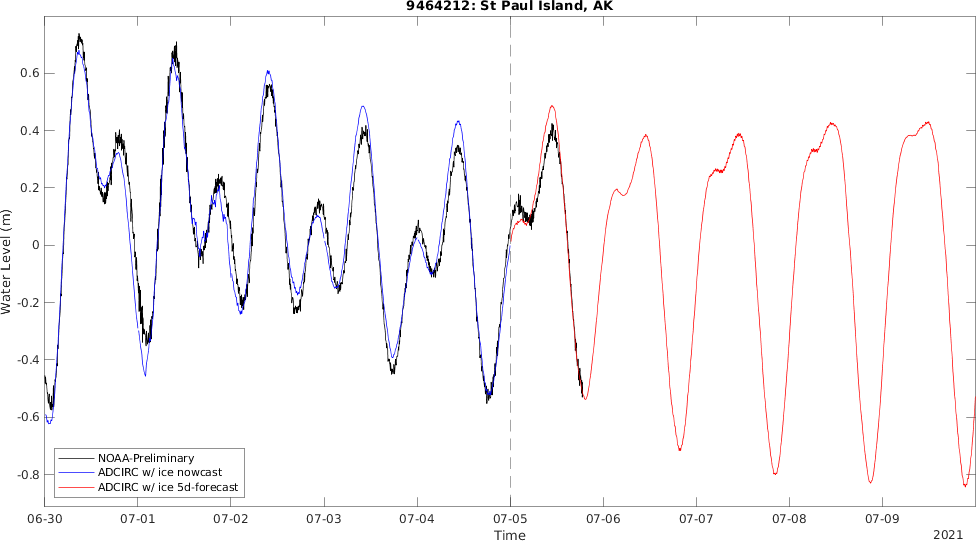 9464212: St Paul Island, AK
Water Level (m)
0.6
0.4
0.2
0
-0.2
-0.4
-0.6
-0.8
NOAA-Preliminary
ADCIRC w/ ice nowcast
ADCIRC w/ ice 5d-forecast
06-30 07-01 07-02 07-03 07-04 07-05 07-06 07-07 07-08 07-09
Time
2021